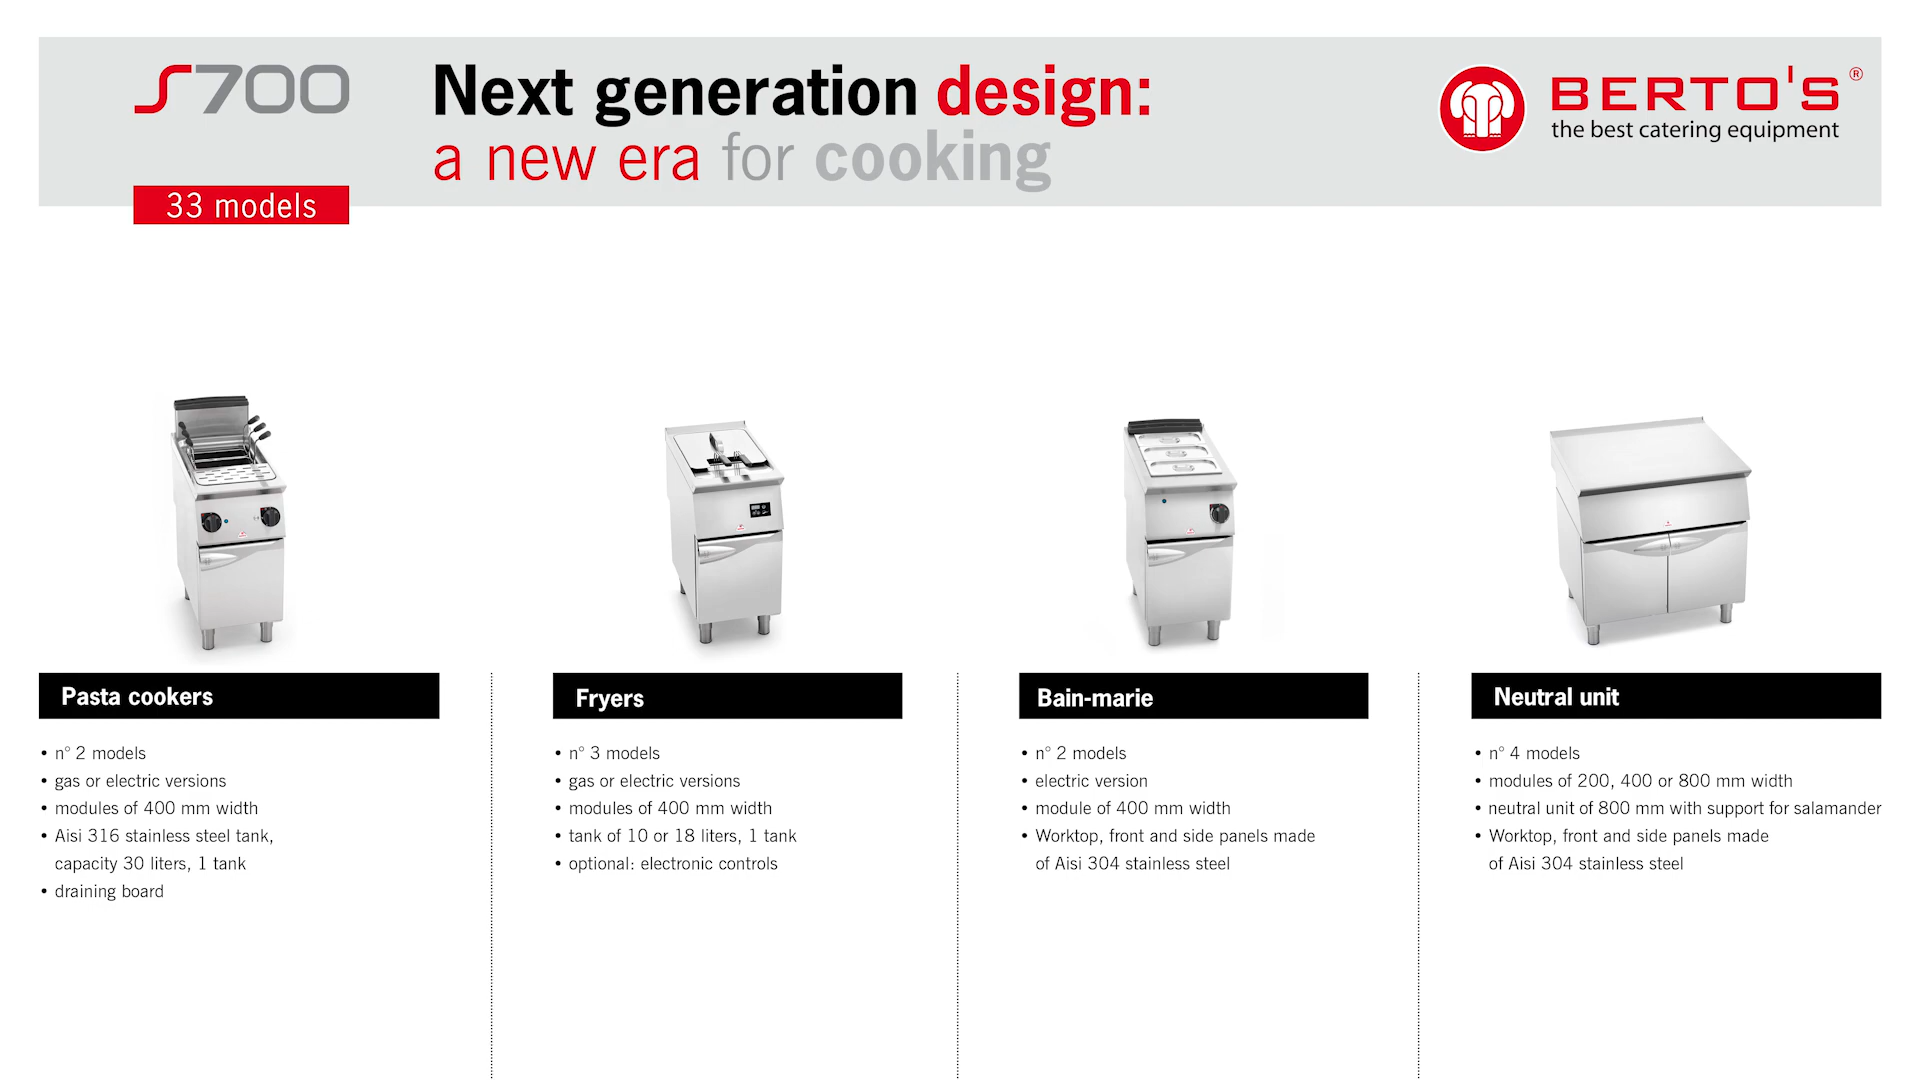 S700
Next generation design:
a new era for cooking
33 models
BERTO'S®
the best catering equipment
Pasta cookers
• n° 2 models
• gas or electric versions
• modules of 400 mm width
• Aisi 316 stainless steel tank,
capacity 30 liters, 1 tank
• draining board
Fryers
• n° 3 models
• gas or electric versions
• modules of 400 mm width
• tank of 10 or 18 liters, 1 tank
• optional: electronic controls
Bain-marie
• n° 2 models
• electric version
• module of 400 mm width
• Worktop, front and side panels made
of Aisi 304 stainless steel
Neutral unit
• n° 4 models
• modules of 200, 400 or 800 mm width
• neutral unit of 800 mm with support for salamander
• Worktop, front and side panels made
of Aisi 304 stainless steel